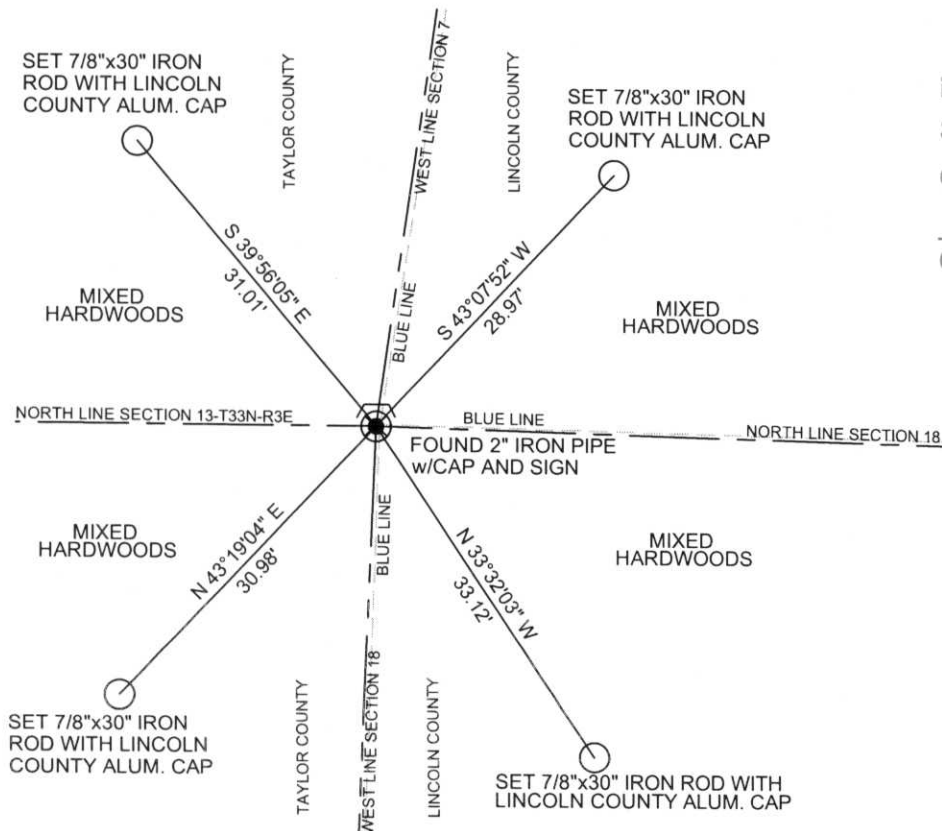 SET 7/8"x30" IRON
ROD WITH LINCOLN
COUNTY ALUM. CAP
TAYLOR COUNTY
WEST LINE SECTION 7
LINCOLN COUNTY
SET 7/8"x30" IRON
ROD WITH LINCOLN
COUNTY ALUM. CAP
S 39°56'05" E
31.01'
BLUE LINE
S 43°07'52" W
28.97'
MIXED
HARDWOODS
MIXED
HARDWOODS
NORTH LINE SECTION 13-T33N-R3E
BLUE LINE
NORTH LINE SECTION 18
FOUND 2" IRON PIPE
w/CAP AND SIGN
MIXED
HARDWOODS
N 43°19'04" E
30.98'
BLUE LINE
N 33°32'03" W
33.12'
MIXED
HARDWOODS
SET 7/8"x30" IRON
ROD WITH LINCOLN
COUNTY ALUM. CAP
TAYLOR COUNTY
WEST LINE SECTION 18
LINCOLN COUNTY
SET 7/8"x30" IRON ROD WITH
LINCOLN COUNTY ALUM. CAP